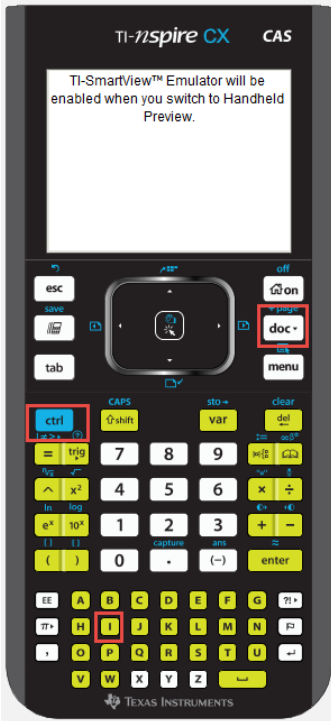 TI-nspire CX CAS
TI-SmartView™ Emulator will be
enabled when you switch to Handheld
Preview.
off
esc on
save + page
doc
tab menu
CAPS sto→ clear
ctrl ⇧shift var del
= trig 7 8 9
∞β°
n√ √ "∞"
^ x² 4 5 6 × ÷
ln log
eˣ 10ˣ 1 2 3 + −
{ } capture ans ≈
( ) 0 . (−) enter
EE A B C D E F G ?!▸
π▸ H I J K L M N
, O P Q R S T U ↵
V W X Y Z
TEXAS INSTRUMENTS